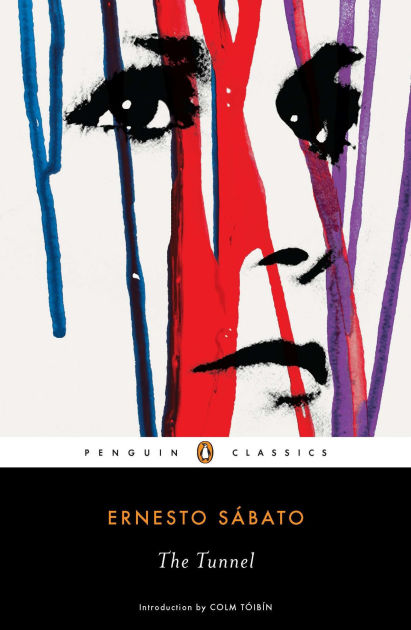 PENGUIN CLASSICS
ERNESTO SÁBATO
The Tunnel
Introduction by COLM TÓIBÍN